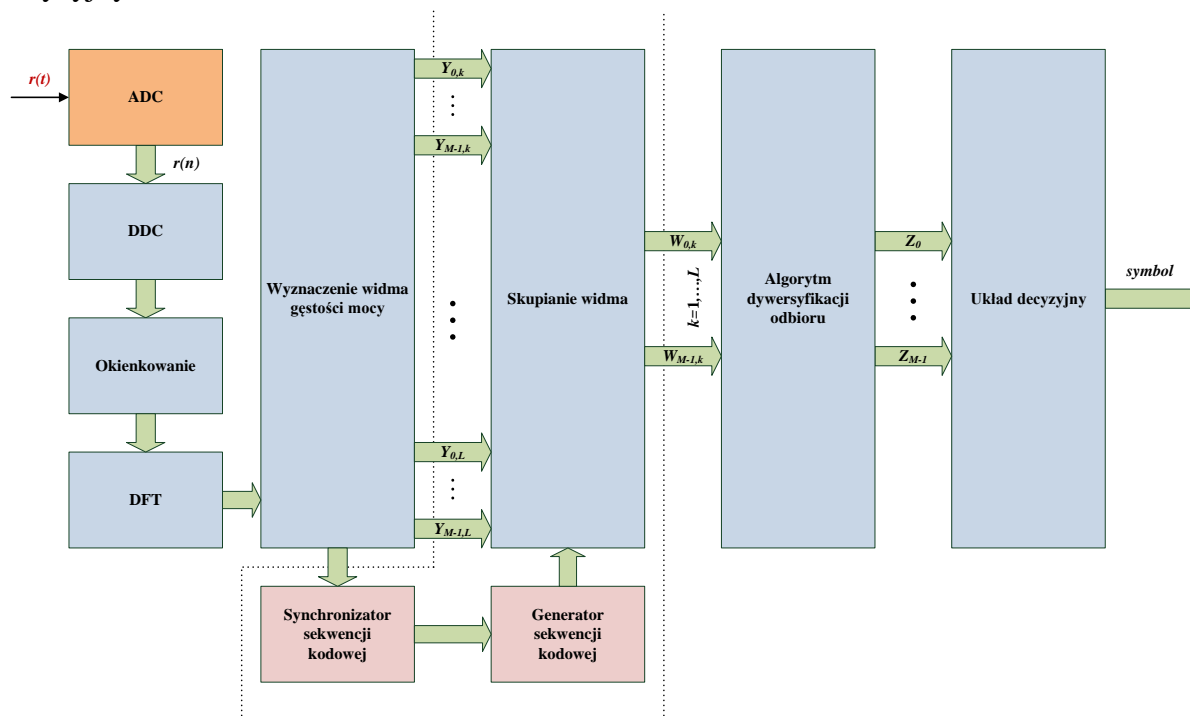 r(t)
ADC
r(n)
DDC
Okienkowanie
DFT
Wyznaczenie widma
gęstości mocy
Y0,k
YM-1,k
Y0,L
YM-1,L
Skupianie widma
Synchronizator
sekwencji
kodowej
Generator
sekwencji
kodowej
W0,k
k=1,...,L
WM-1,k
Algorytm
dywersyfikacji
odbioru
Z0
ZM-1
Układ decyzyjny
symbol